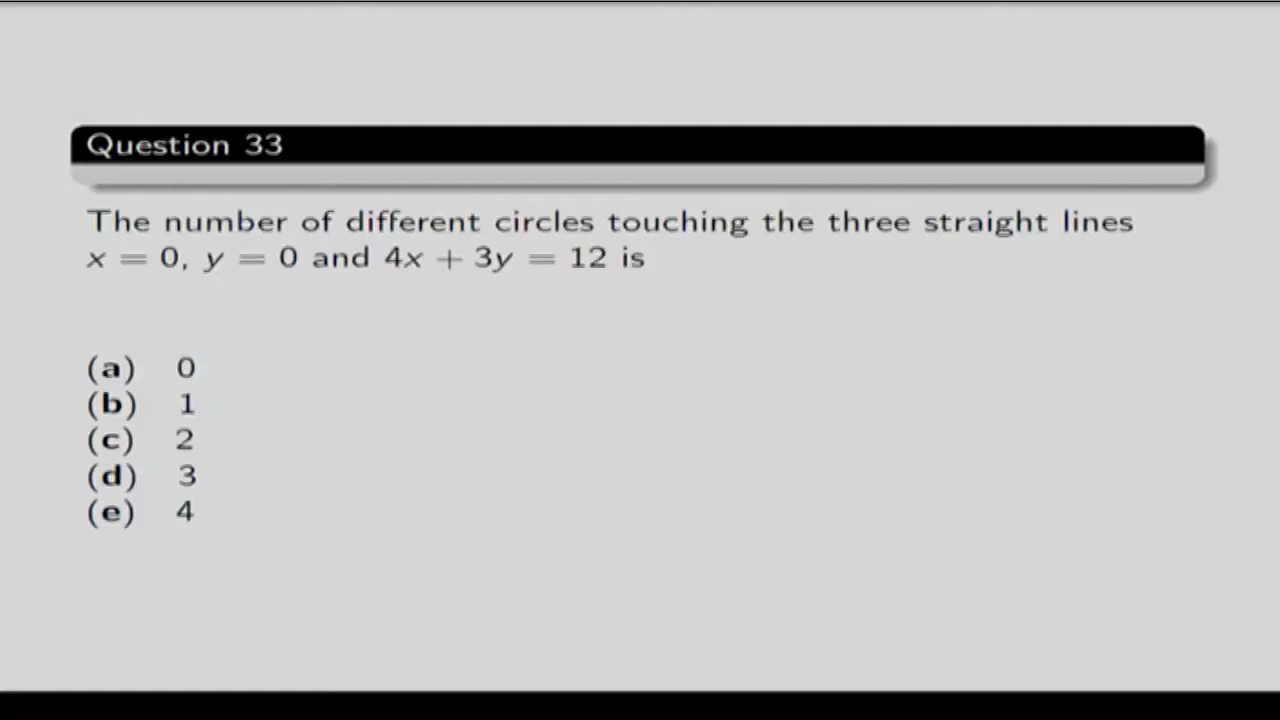 Question 33
The number of different circles touching the three straight lines
x = 0, y = 0 and 4x + 3y = 12 is
(a) 0
(b) 1
(c) 2
(d) 3
(e) 4